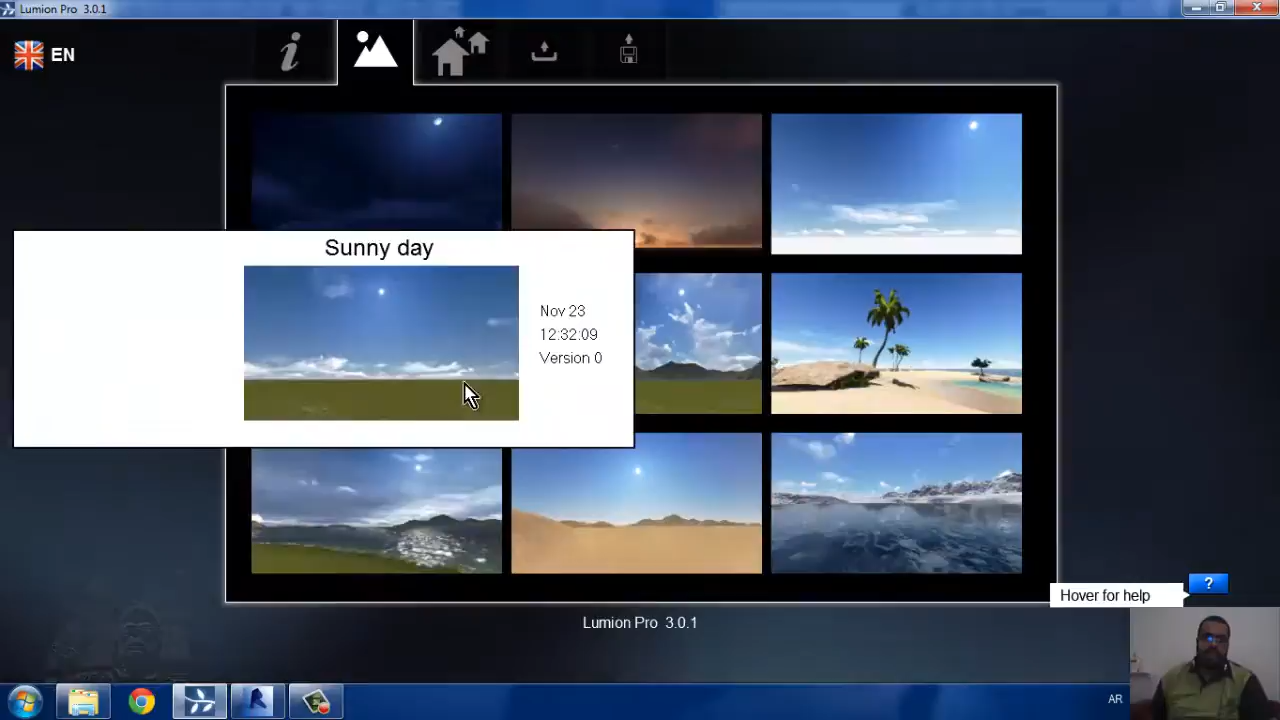 Lumion Pro 3.0.1
EN
Sunny day
Nov 23
12:32:09
Version 0
Hover for help
?
Lumion Pro 3.0.1
AR